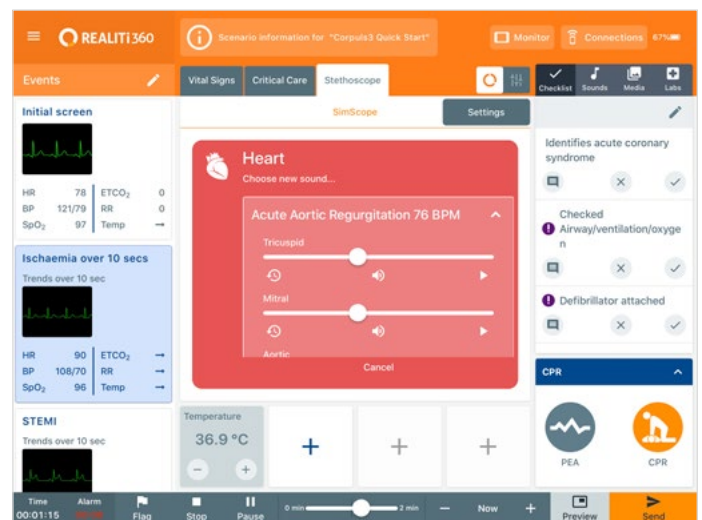 REALITi360
Scenario information for "Corpuls3 Quick Start"
Monitor
Connections
67%
Events
Vital Signs
Critical Care
Stethoscope
Checklist
Sounds
Media
Labs
SimScope
Settings
Initial screen
HR 78 ETCO₂ 0
BP 121/79 RR 0
SpO₂ 97 Temp →
Ischaemia over 10 secs
Trends over 10 sec
HR 90 ETCO₂ →
BP 108/70 RR →
SpO₂ 96 Temp →
STEMI
Trends over 10 sec
Heart
Choose new sound...
Acute Aortic Regurgitation 76 BPM
Tricuspid
Mitral
Aortic
Cancel
Temperature
36.9 °C
− +
+ + +
Identifies acute coronary
syndrome
Checked
Airway/ventilation/oxyge
n
Defibrillator attached
CPR
PEA
CPR
Time
00:01:15
Alarm
Flag
Stop
Pause
0 min
2 min
− Now +
Preview
Send